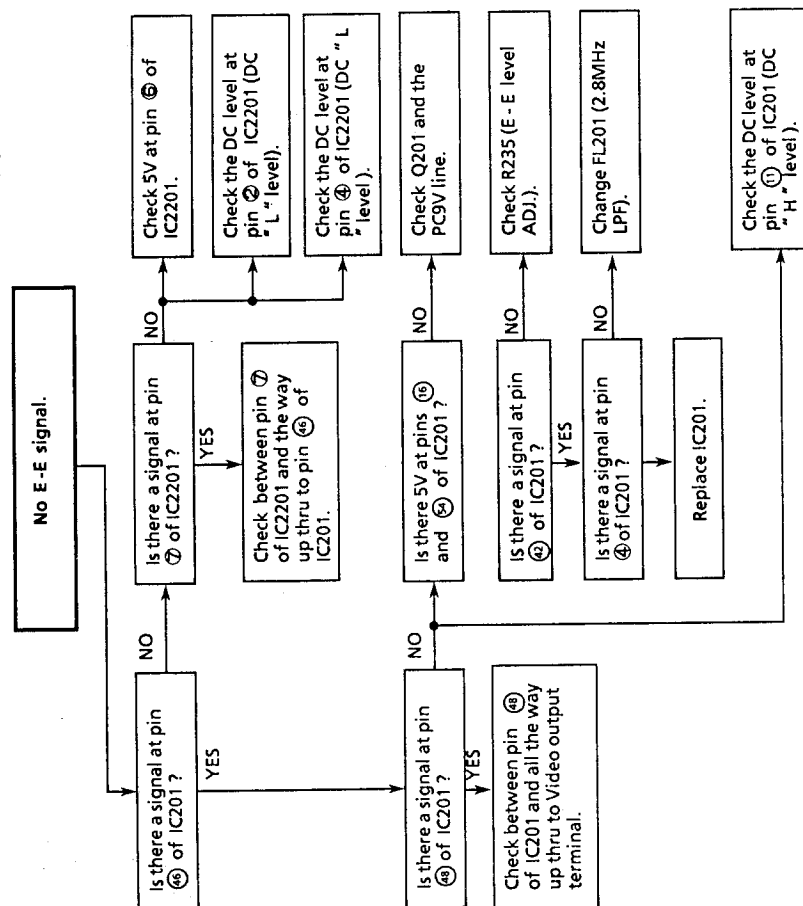 No E-E signal.
Is there a signal at pin
㊻ of IC201 ?
NO
YES
Is there a signal at pin
⑦ of IC2201 ?
NO
YES
Check 5V at pin ⑥ of
IC2201.
Check the DC level at
pin ② of IC2201 (DC
" L " level).
Check the DC level at
pin ④ of IC2201 (DC " L
" level ).
Check between pin ⑦
of IC2201 and the way
up thru to pin ㊻ of
IC201.
Is there a signal at pin
㊽ of IC201 ?
NO
YES
Check between pin ㊽
of IC201 and all the way
up thru to Video output
terminal.
Is there 5V at pins ⑯
and 54 of IC201 ?
NO
Check Q201 and the
PC9V line.
Is there a signal at pin
㊷ of IC201 ?
NO
YES
Check R235 (E - E level
ADJ.).
Is there a signal at pin
④ of IC201 ?
NO
Change FL201 (2.8MHz
LPF).
Replace IC201.
Check the DC level at
pin ⑪ of IC201 (DC
" H " level ).